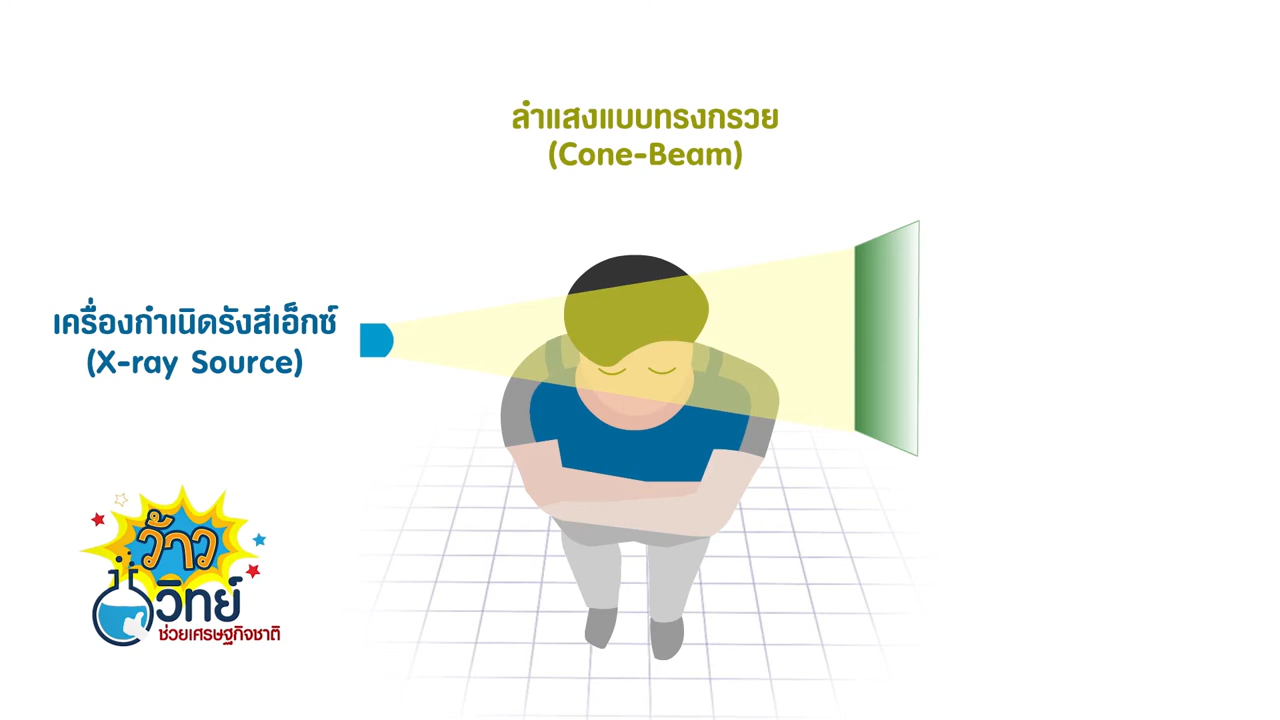 ลำแสงแบบทรงกรวย
(Cone-Beam)
เครื่องกำเนิดรังสีเอ็กซ์
(X-ray Source)
ว้าว
วิทย์
ช่วยเศรษฐกิจชาติ